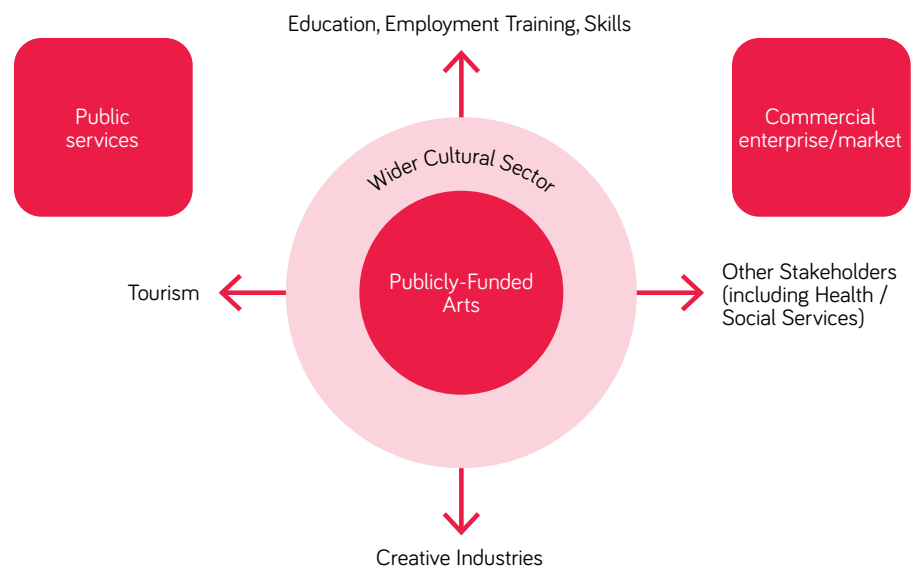 Education, Employment Training, Skills
Public
services
Commercial
enterprise/market
Wider Cultural Sector
Publicly-Funded
Arts
Tourism
Other Stakeholders
(including Health /
Social Services)
Creative Industries